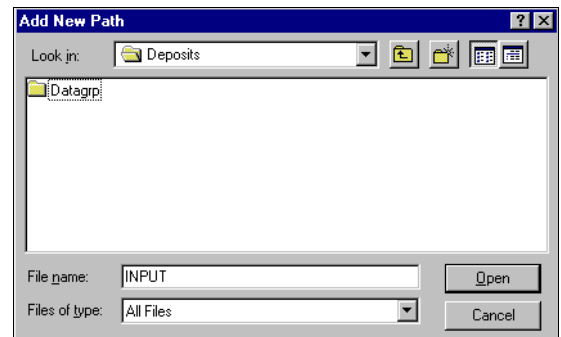 Add New Path
Look in: Deposits
Datagrp
File name: INPUT Open
Files of type: All Files Cancel